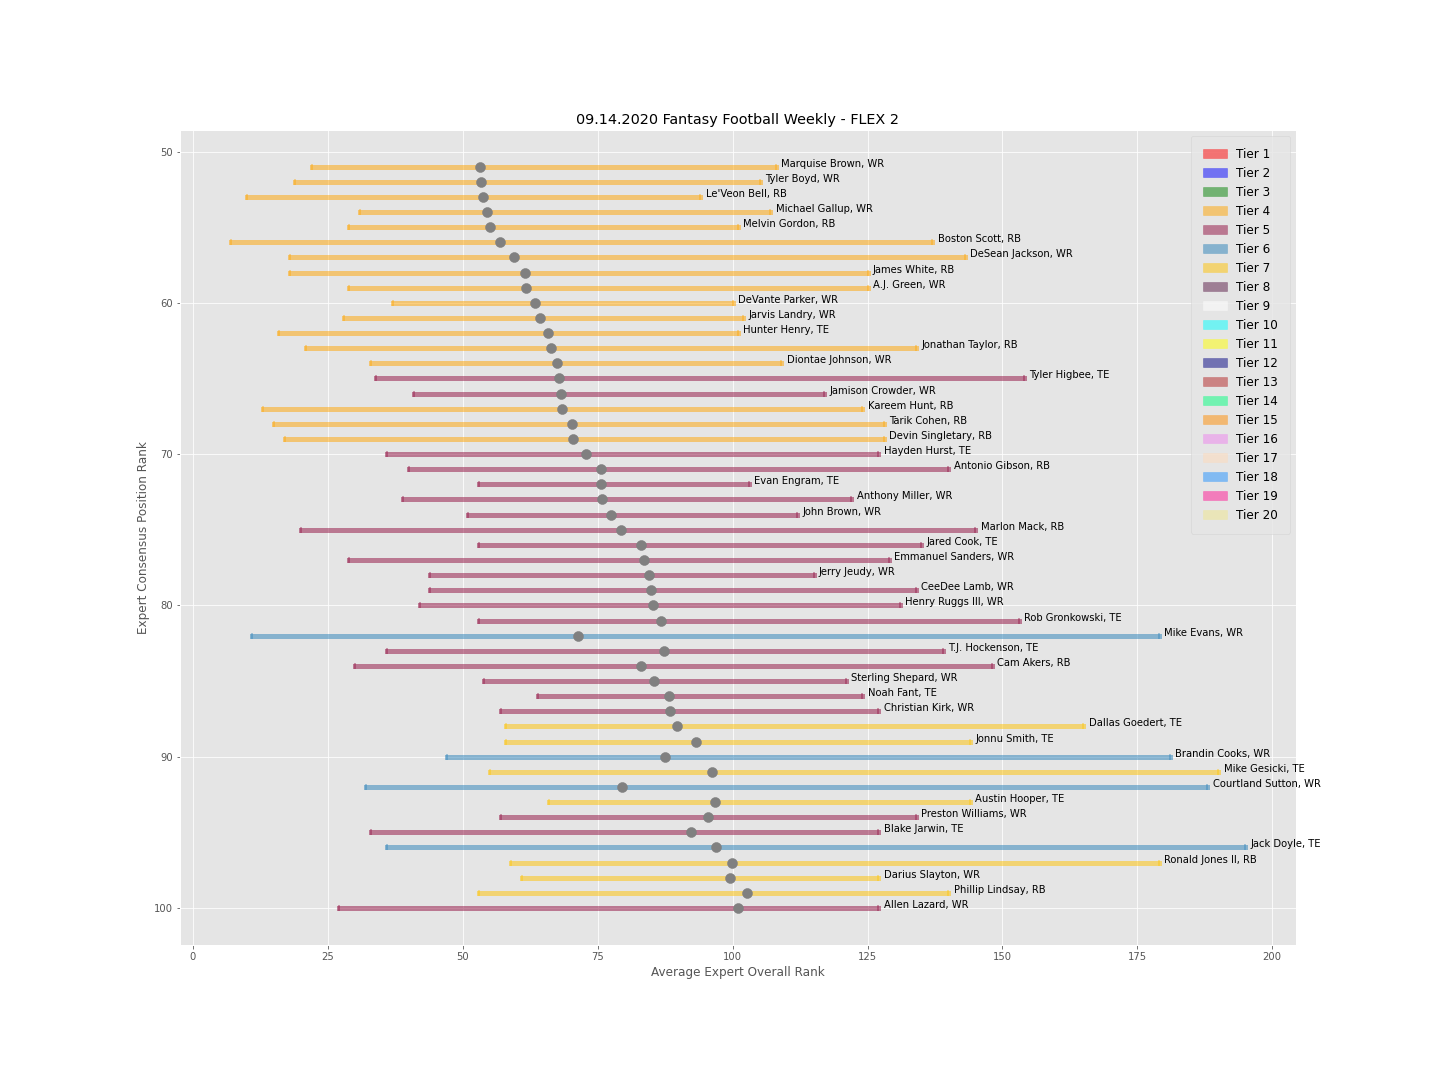 09.14.2020 Fantasy Football Weekly - FLEX 2
50
60
70
80
90
100
Expert Consensus Position Rank
Marquise Brown, WR
Tyler Boyd, WR
Le'Veon Bell, RB
Michael Gallup, WR
Melvin Gordon, RB
Boston Scott, RB
DeSean Jackson, WR
James White, RB
A.J. Green, WR
DeVante Parker, WR
Jarvis Landry, WR
Hunter Henry, TE
Jonathan Taylor, RB
Diontae Johnson, WR
Tyler Higbee, TE
Jamison Crowder, WR
Kareem Hunt, RB
Tarik Cohen, RB
Devin Singletary, RB
Hayden Hurst, TE
Antonio Gibson, RB
Evan Engram, TE
Anthony Miller, WR
John Brown, WR
Marlon Mack, RB
Jared Cook, TE
Emmanuel Sanders, WR
Jerry Jeudy, WR
CeeDee Lamb, WR
Henry Ruggs III, WR
Rob Gronkowski, TE
Mike Evans, WR
T.J. Hockenson, TE
Cam Akers, RB
Sterling Shepard, WR
Noah Fant, TE
Christian Kirk, WR
Dallas Goedert, TE
Jonnu Smith, TE
Brandin Cooks, WR
Mike Gesicki, TE
Courtland Sutton, WR
Austin Hooper, TE
Preston Williams, WR
Blake Jarwin, TE
Jack Doyle, TE
Ronald Jones II, RB
Darius Slayton, WR
Phillip Lindsay, RB
Allen Lazard, WR
Tier 1
Tier 2
Tier 3
Tier 4
Tier 5
Tier 6
Tier 7
Tier 8
Tier 9
Tier 10
Tier 11
Tier 12
Tier 13
Tier 14
Tier 15
Tier 16
Tier 17
Tier 18
Tier 19
Tier 20
0 25 50 75 100 125 150 175 200
Average Expert Overall Rank